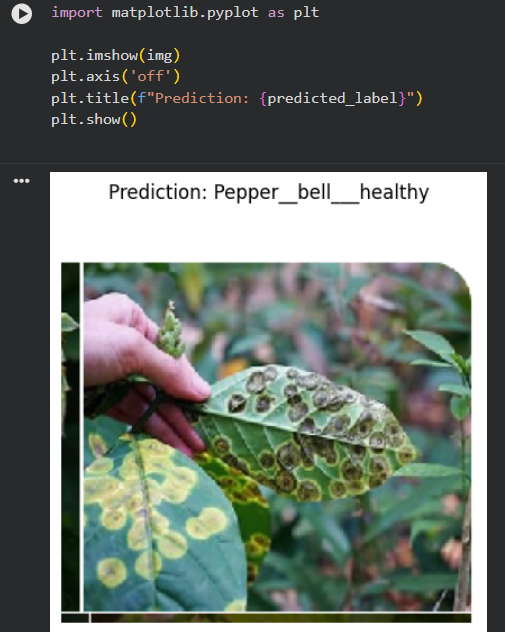 import matplotlib.pyplot as plt
plt.imshow(img)
plt.axis('off')
plt.title(f"Prediction: {predicted_label}")
plt.show()
Prediction: Pepper__bell___healthy